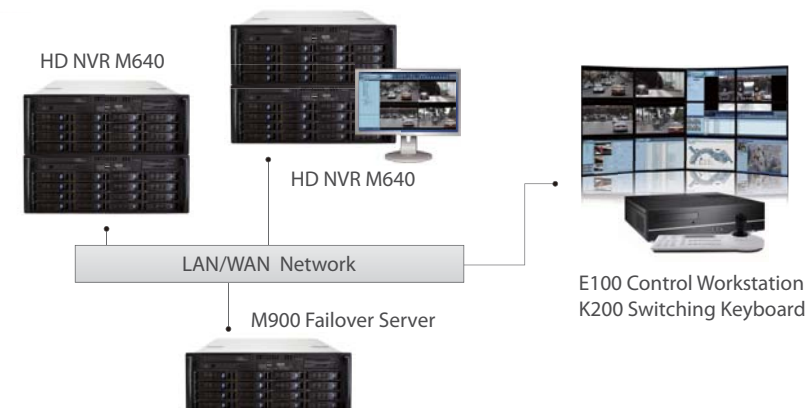 HD NVR M640
HD NVR M640
LAN/WAN Network
E100 Control Workstation
K200 Switching Keyboard
M900 Failover Server